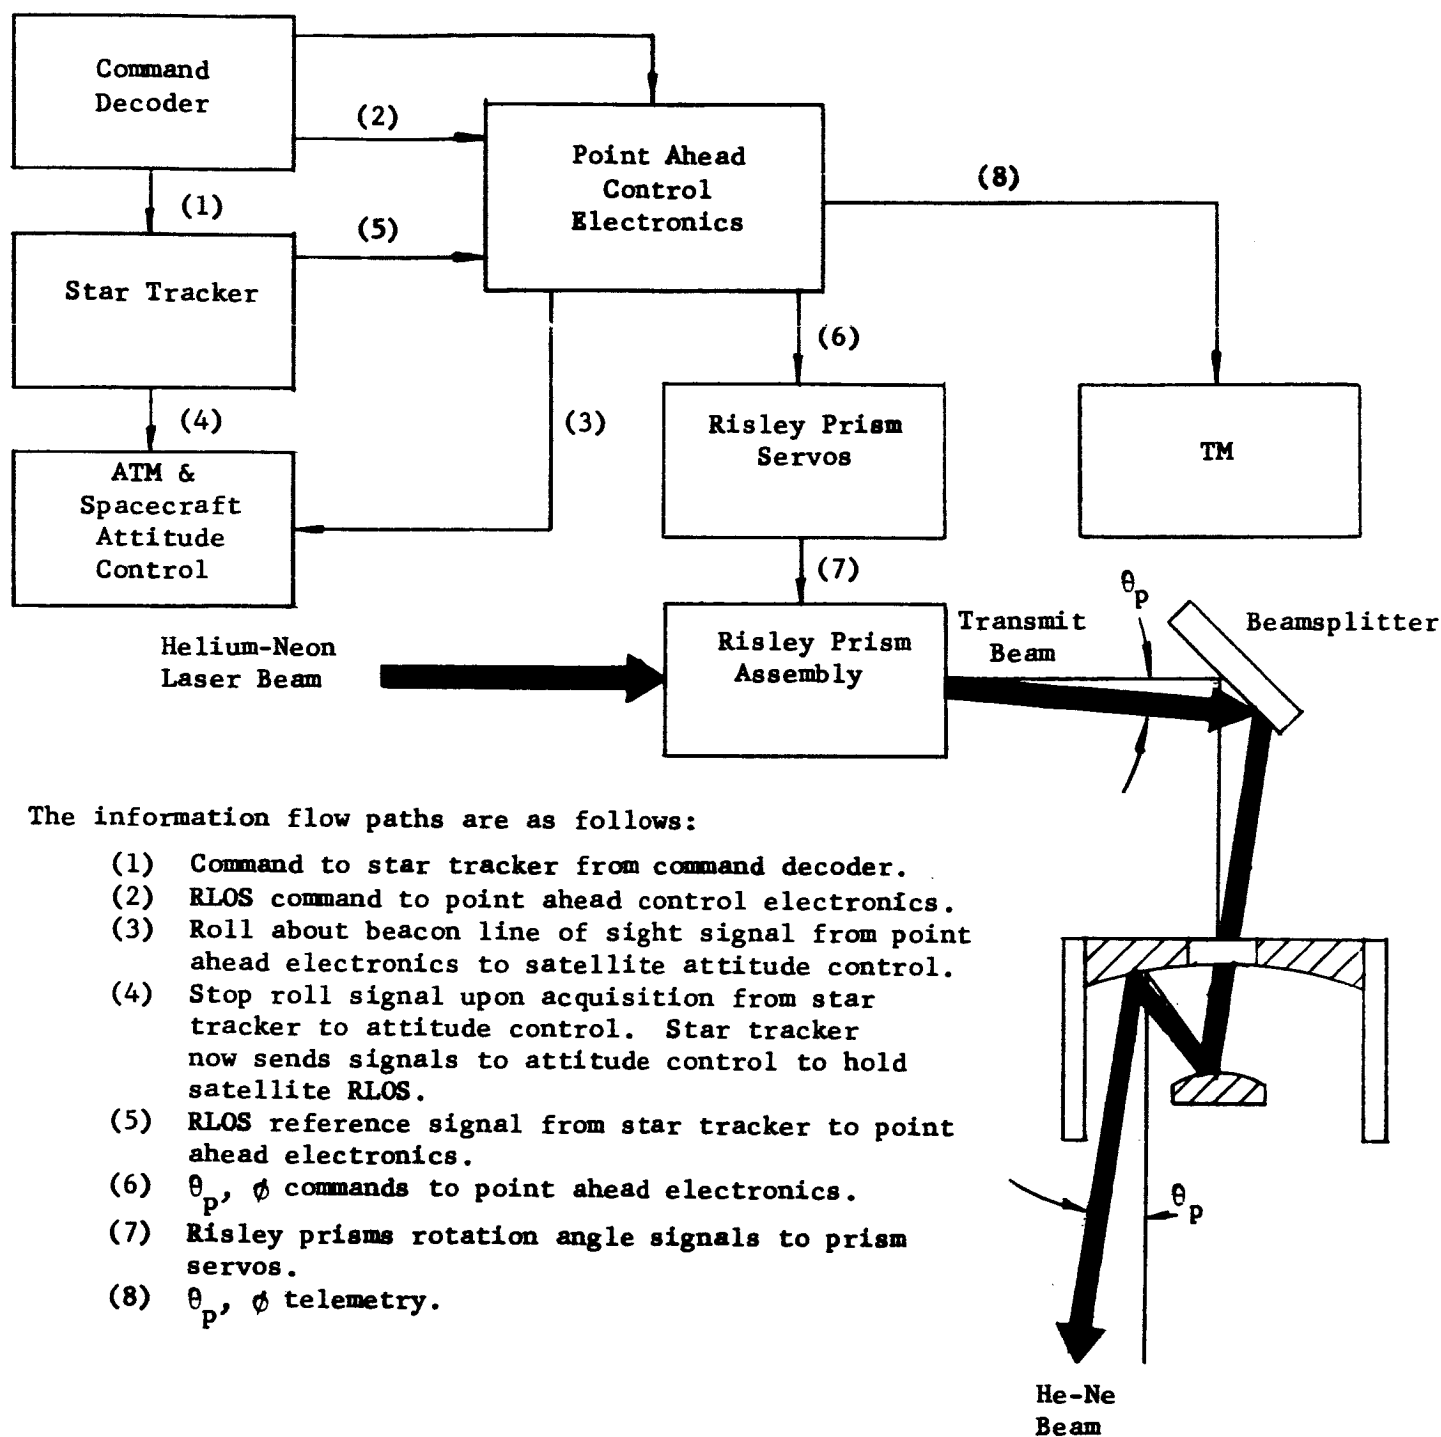 Command
Decoder
(2)
Point Ahead
Control
Electronics
(8)
(1)
(5)
Star Tracker
(6)
(4)
(3)
Risley Prism
Servos
TM
ATM &
Spacecraft
Attitude
Control
(7)
θp
Helium-Neon
Laser Beam
Risley Prism
Assembly
Transmit
Beam
Beamsplitter
The information flow paths are as follows:
(1) Command to star tracker from command decoder.
(2) RLOS command to point ahead control electronics.
(3) Roll about beacon line of sight signal from point
ahead electronics to satellite attitude control.
(4) Stop roll signal upon acquisition from star
tracker to attitude control. Star tracker
now sends signals to attitude control to hold
satellite RLOS.
(5) RLOS reference signal from star tracker to point
ahead electronics.
(6) θp, ϕ commands to point ahead electronics.
(7) Risley prisms rotation angle signals to prism
servos.
(8) θp, ϕ telemetry.
θp
He-Ne
Beam